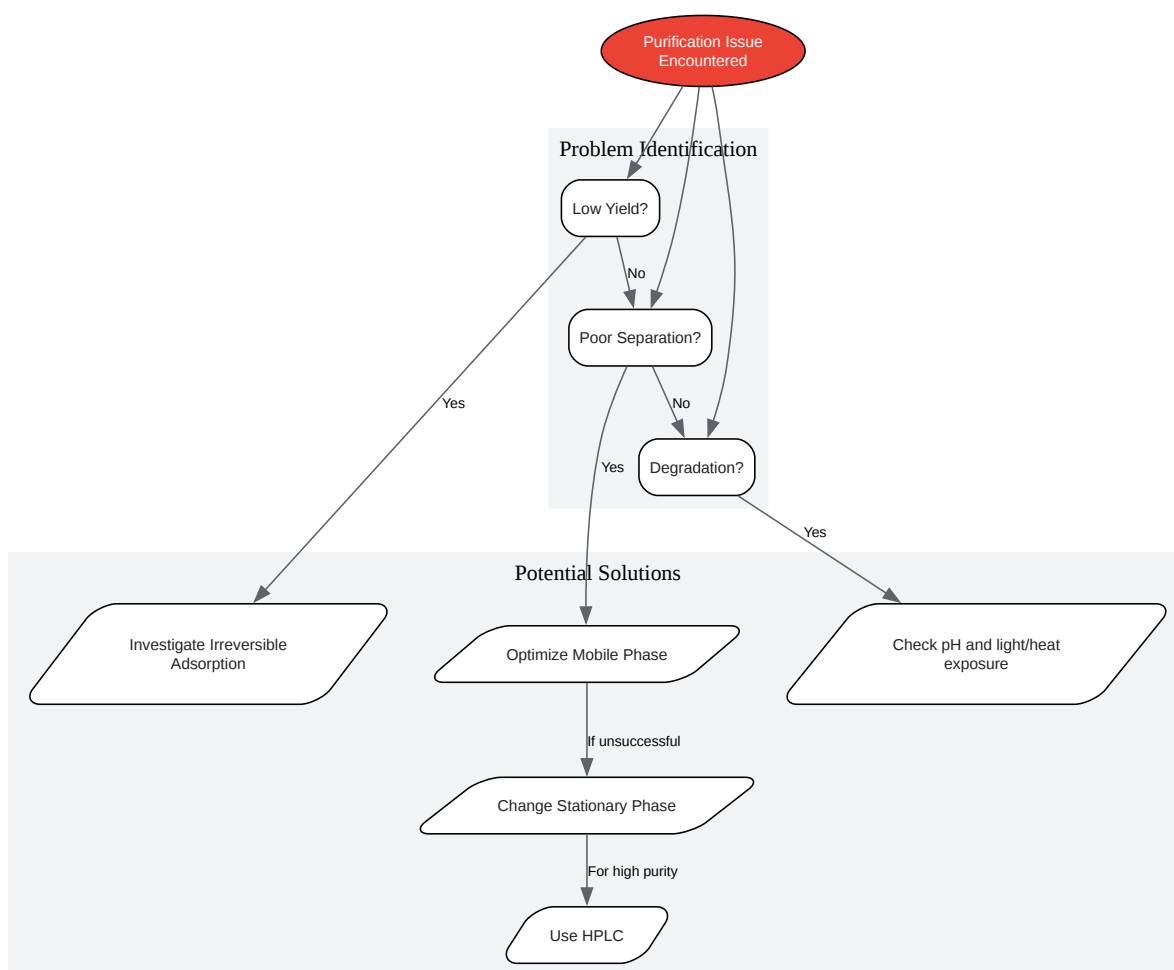 Purification Issue
Encountered
Problem Identification
Low Yield?
No
Poor Separation?
Yes
No
Yes
Degradation?
Yes
Potential Solutions
Investigate Irreversible
Adsorption
Optimize Mobile Phase
Check pH and light/heat
exposure
If unsuccessful
Change Stationary Phase
For high purity
Use HPLC